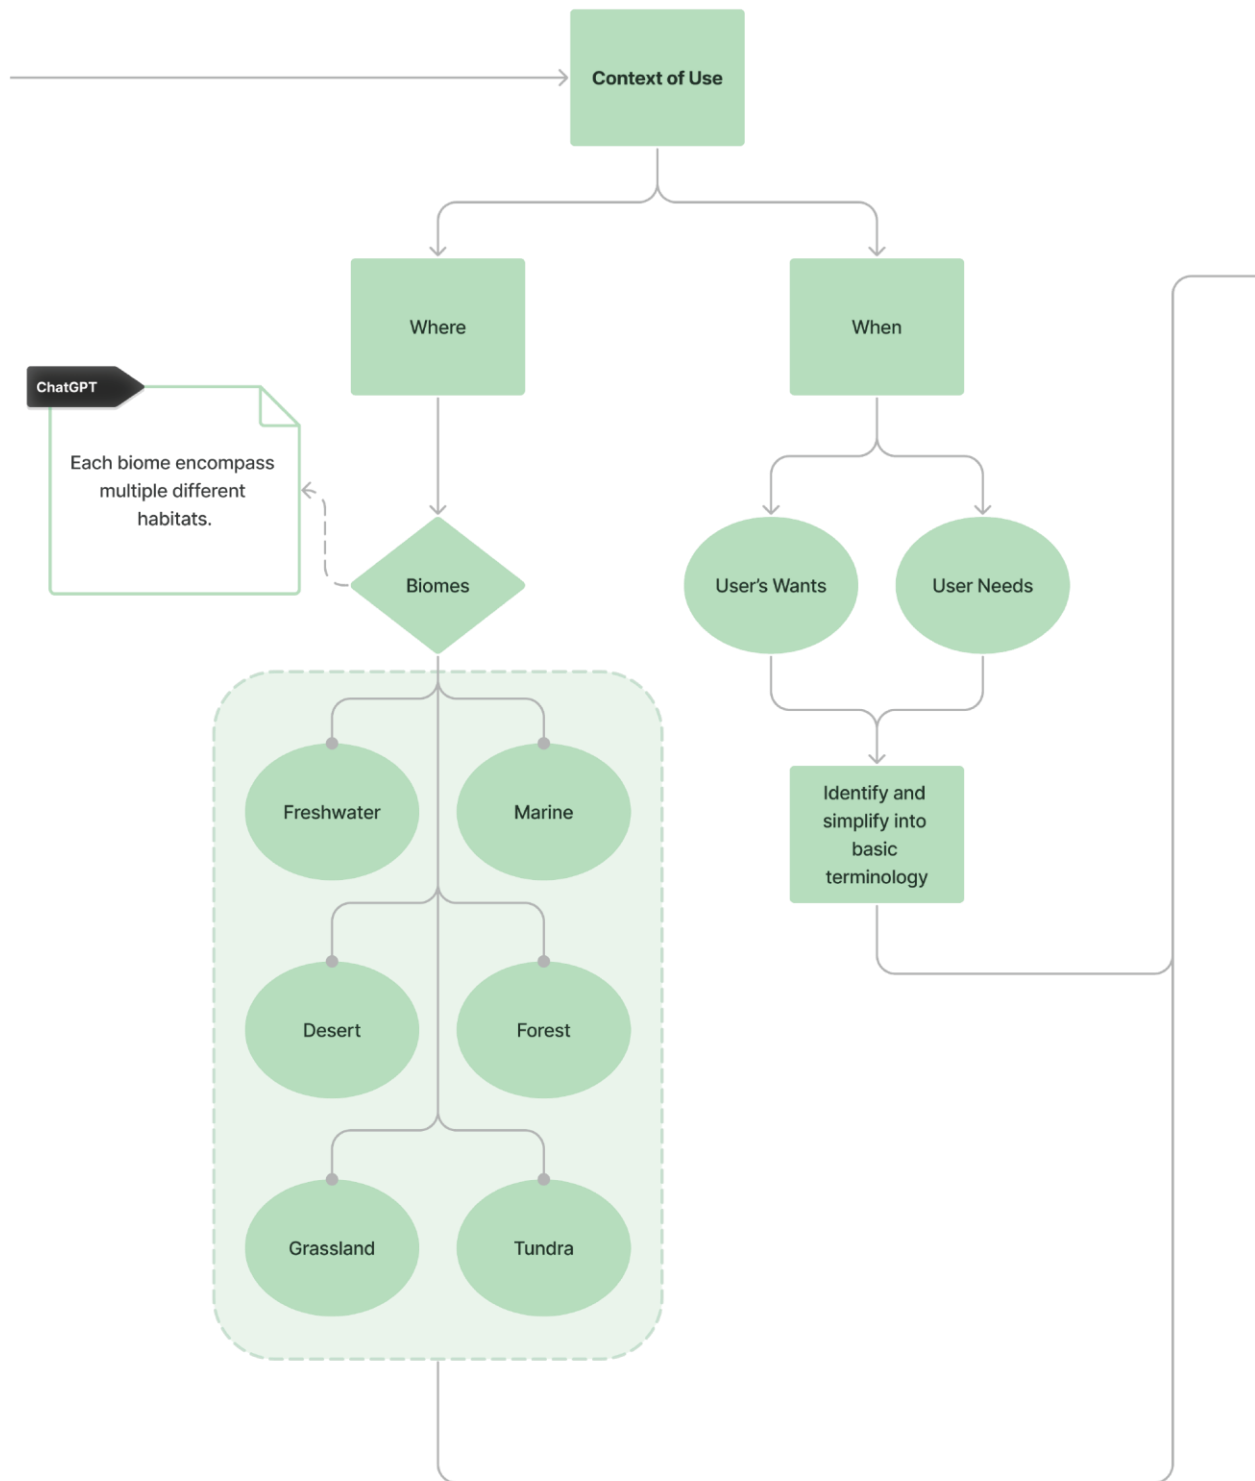 Context of Use
Where
When
ChatGPT
Each biome encompass
multiple different
habitats.
Biomes
User's Wants
User Needs
Freshwater
Marine
Identify and
simplify into
basic
terminology
Desert
Forest
Grassland
Tundra